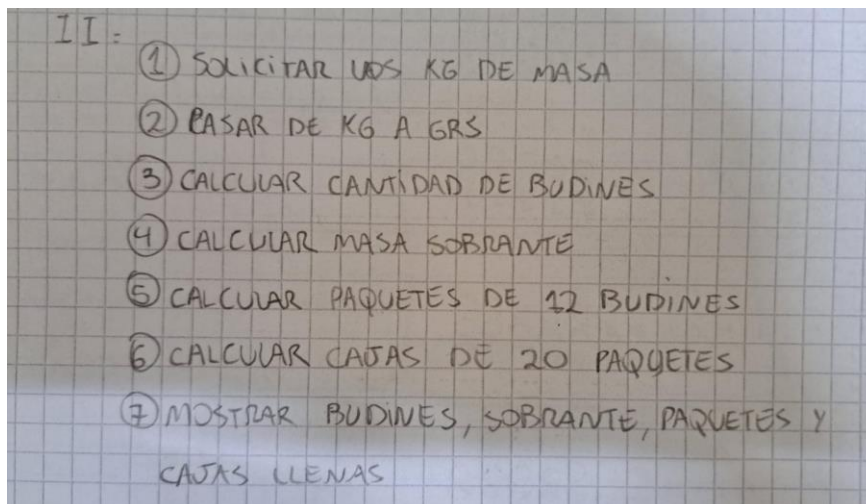 II:
① SOLICITAR LOS KG DE MASA
② PASAR DE KG A GRS
③ CALCULAR CANTIDAD DE BUDINES
④ CALCULAR MASA SOBRANTE
⑤ CALCULAR PAQUETES DE 12 BUDINES
⑥ CALCULAR CAJAS DE 20 PAQUETES
⑦ MOSTRAR BUDINES, SOBRANTE, PAQUETES Y
CAJAS LLENAS